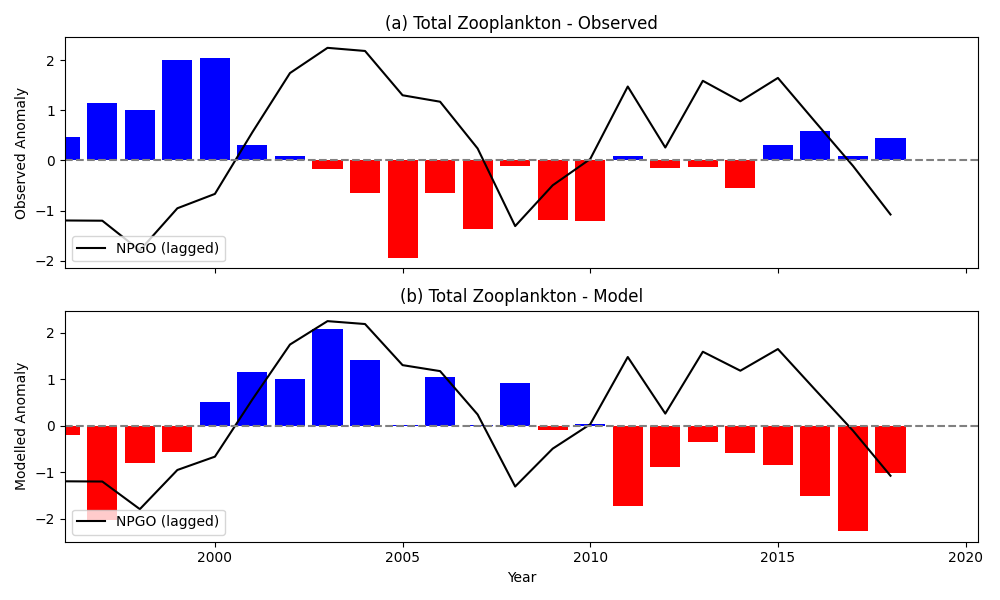 (a) Total Zooplankton - Observed
2
1
0
−1
−2
Observed Anomaly
NPGO (lagged)
(b) Total Zooplankton - Model
2
1
0
−1
−2
Modelled Anomaly
NPGO (lagged)
2000
2005
2010
2015
2020
Year